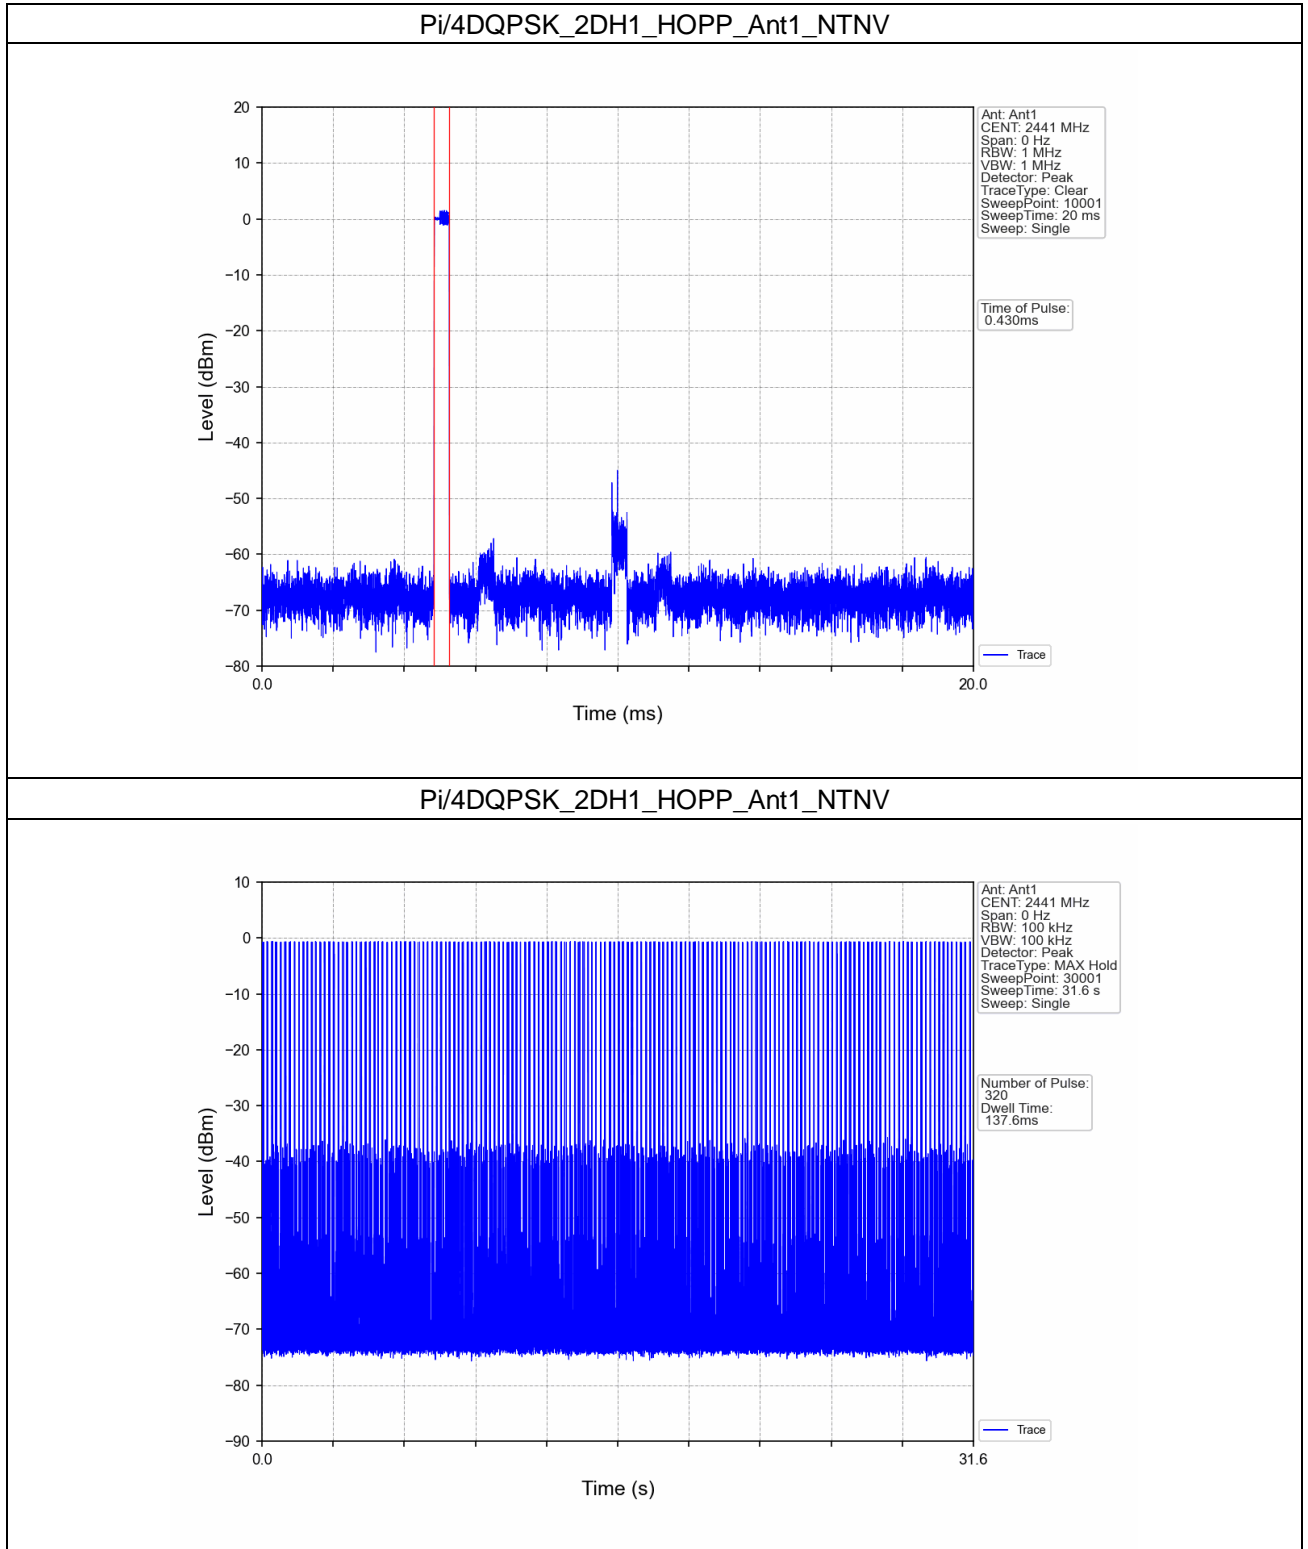 Pi/4DQPSK_2DH1_HOPP_Ant1_NTNV
20
10
0
−10
−20
−30
−40
−50
−60
−70
−80
Level (dBm)
0.0
20.0
Time (ms)
Ant: Ant1
CENT: 2441 MHz
Span: 0 Hz
RBW: 1 MHz
VBW: 1 MHz
Detector: Peak
TraceType: Clear
SweepPoint: 10001
SweepTime: 20 ms
Sweep: Single
Time of Pulse:
0.430ms
Trace
Pi/4DQPSK_2DH1_HOPP_Ant1_NTNV
10
0
−10
−20
−30
−40
−50
−60
−70
−80
−90
Level (dBm)
0.0
31.6
Time (s)
Ant: Ant1
CENT: 2441 MHz
Span: 0 Hz
RBW: 100 kHz
VBW: 100 kHz
Detector: Peak
TraceType: MAX Hold
SweepPoint: 30001
SweepTime: 31.6 s
Sweep: Single
Number of Pulse:
320
Dwell Time:
137.6ms
Trace